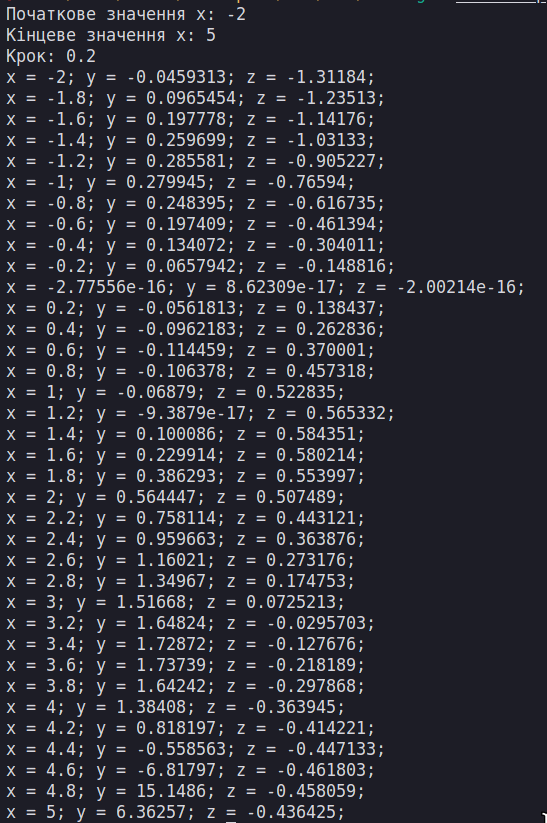 Початкове значення x: -2
Кінцеве значення x: 5
Крок: 0.2
x = -2; y = -0.0459313; z = -1.31184;
x = -1.8; y = 0.0965454; z = -1.23513;
x = -1.6; y = 0.197778; z = -1.14176;
x = -1.4; y = 0.259699; z = -1.03133;
x = -1.2; y = 0.285581; z = -0.905227;
x = -1; y = 0.279945; z = -0.76594;
x = -0.8; y = 0.248395; z = -0.616735;
x = -0.6; y = 0.197409; z = -0.461394;
x = -0.4; y = 0.134072; z = -0.304011;
x = -0.2; y = 0.0657942; z = -0.148816;
x = -2.77556e-16; y = 8.62309e-17; z = -2.00214e-16;
x = 0.2; y = -0.0561813; z = 0.138437;
x = 0.4; y = -0.0962183; z = 0.262836;
x = 0.6; y = -0.114459; z = 0.370001;
x = 0.8; y = -0.106378; z = 0.457318;
x = 1; y = -0.06879; z = 0.522835;
x = 1.2; y = -9.3879e-17; z = 0.565332;
x = 1.4; y = 0.100086; z = 0.584351;
x = 1.6; y = 0.229914; z = 0.580214;
x = 1.8; y = 0.386293; z = 0.553997;
x = 2; y = 0.564447; z = 0.507489;
x = 2.2; y = 0.758114; z = 0.443121;
x = 2.4; y = 0.959663; z = 0.363876;
x = 2.6; y = 1.16021; z = 0.273176;
x = 2.8; y = 1.34967; z = 0.174753;
x = 3; y = 1.51668; z = 0.0725213;
x = 3.2; y = 1.64824; z = -0.0295703;
x = 3.4; y = 1.72872; z = -0.127676;
x = 3.6; y = 1.73739; z = -0.218189;
x = 3.8; y = 1.64242; z = -0.297868;
x = 4; y = 1.38408; z = -0.363945;
x = 4.2; y = 0.818197; z = -0.414221;
x = 4.4; y = -0.558563; z = -0.447133;
x = 4.6; y = -6.81797; z = -0.461803;
x = 4.8; y = 15.1486; z = -0.458059;
x = 5; y = 6.36257; z = -0.436425;